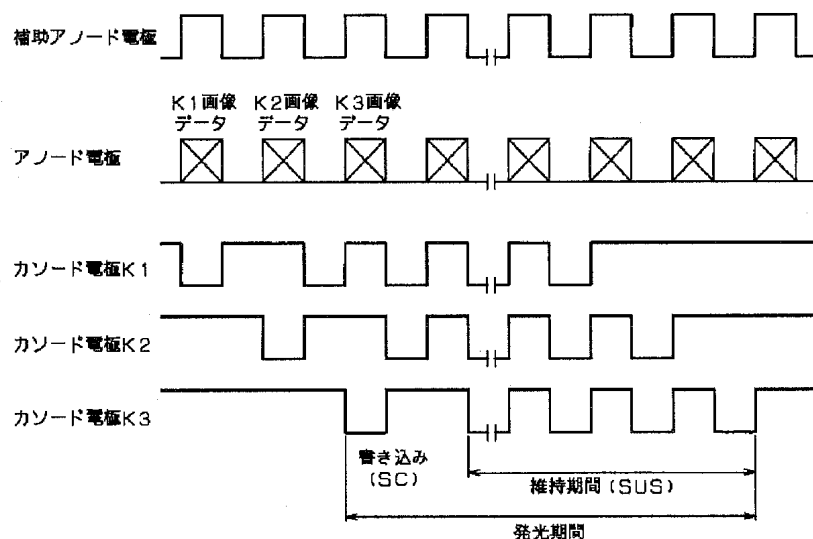 補助アノード電極
K1画像
データ
K2画像
データ
K3画像
データ
アノード電極
カソード電極K1
カソード電極K2
カソード電極K3
書き込み
(SC)
維持期間(SUS)
発光期間